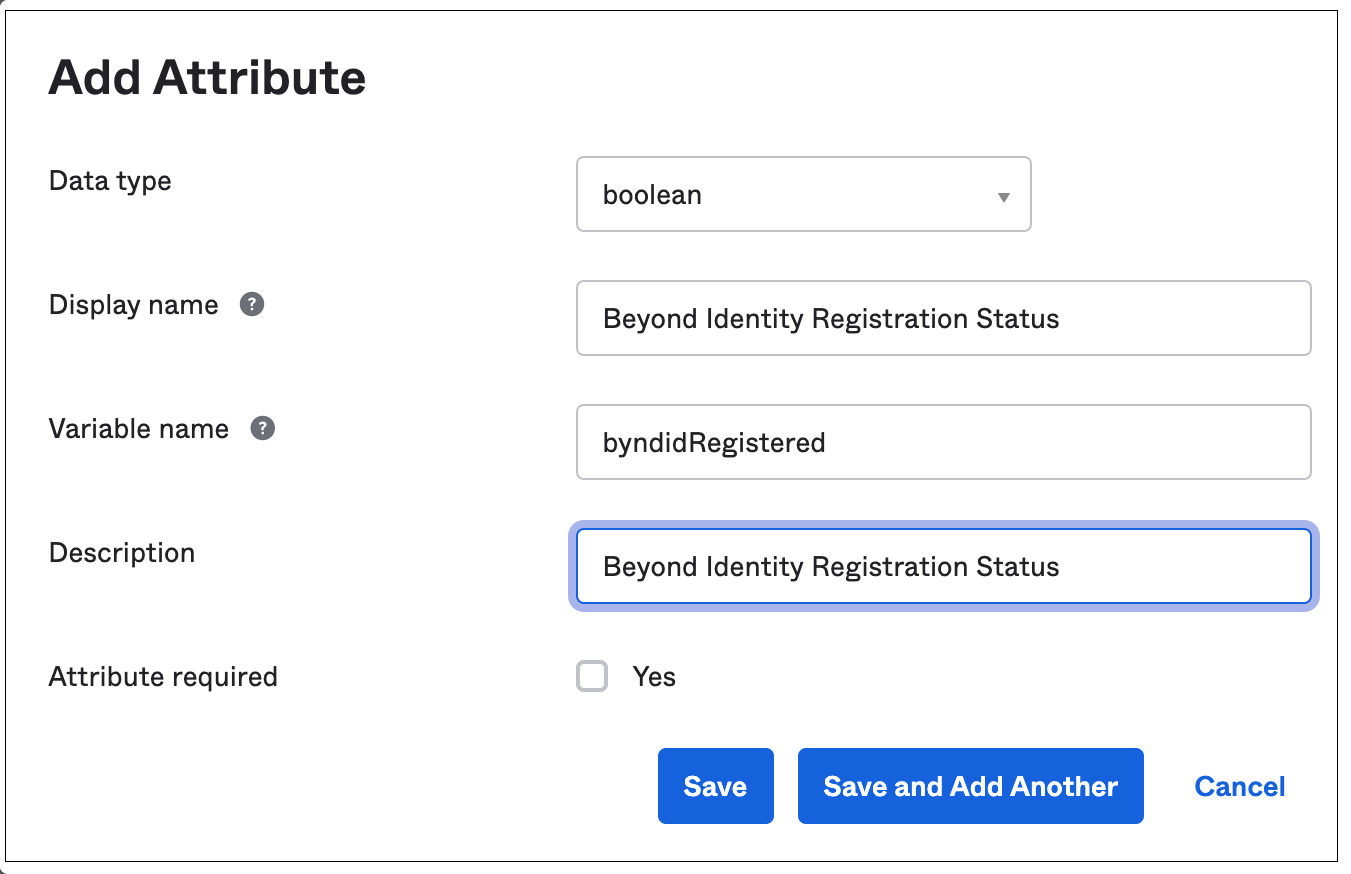 Add Attribute
Data type
boolean
Display name ?
Beyond Identity Registration Status
Variable name ?
byndidRegistered
Description
Beyond Identity Registration Status
Attribute required
Yes
Save Save and Add Another Cancel